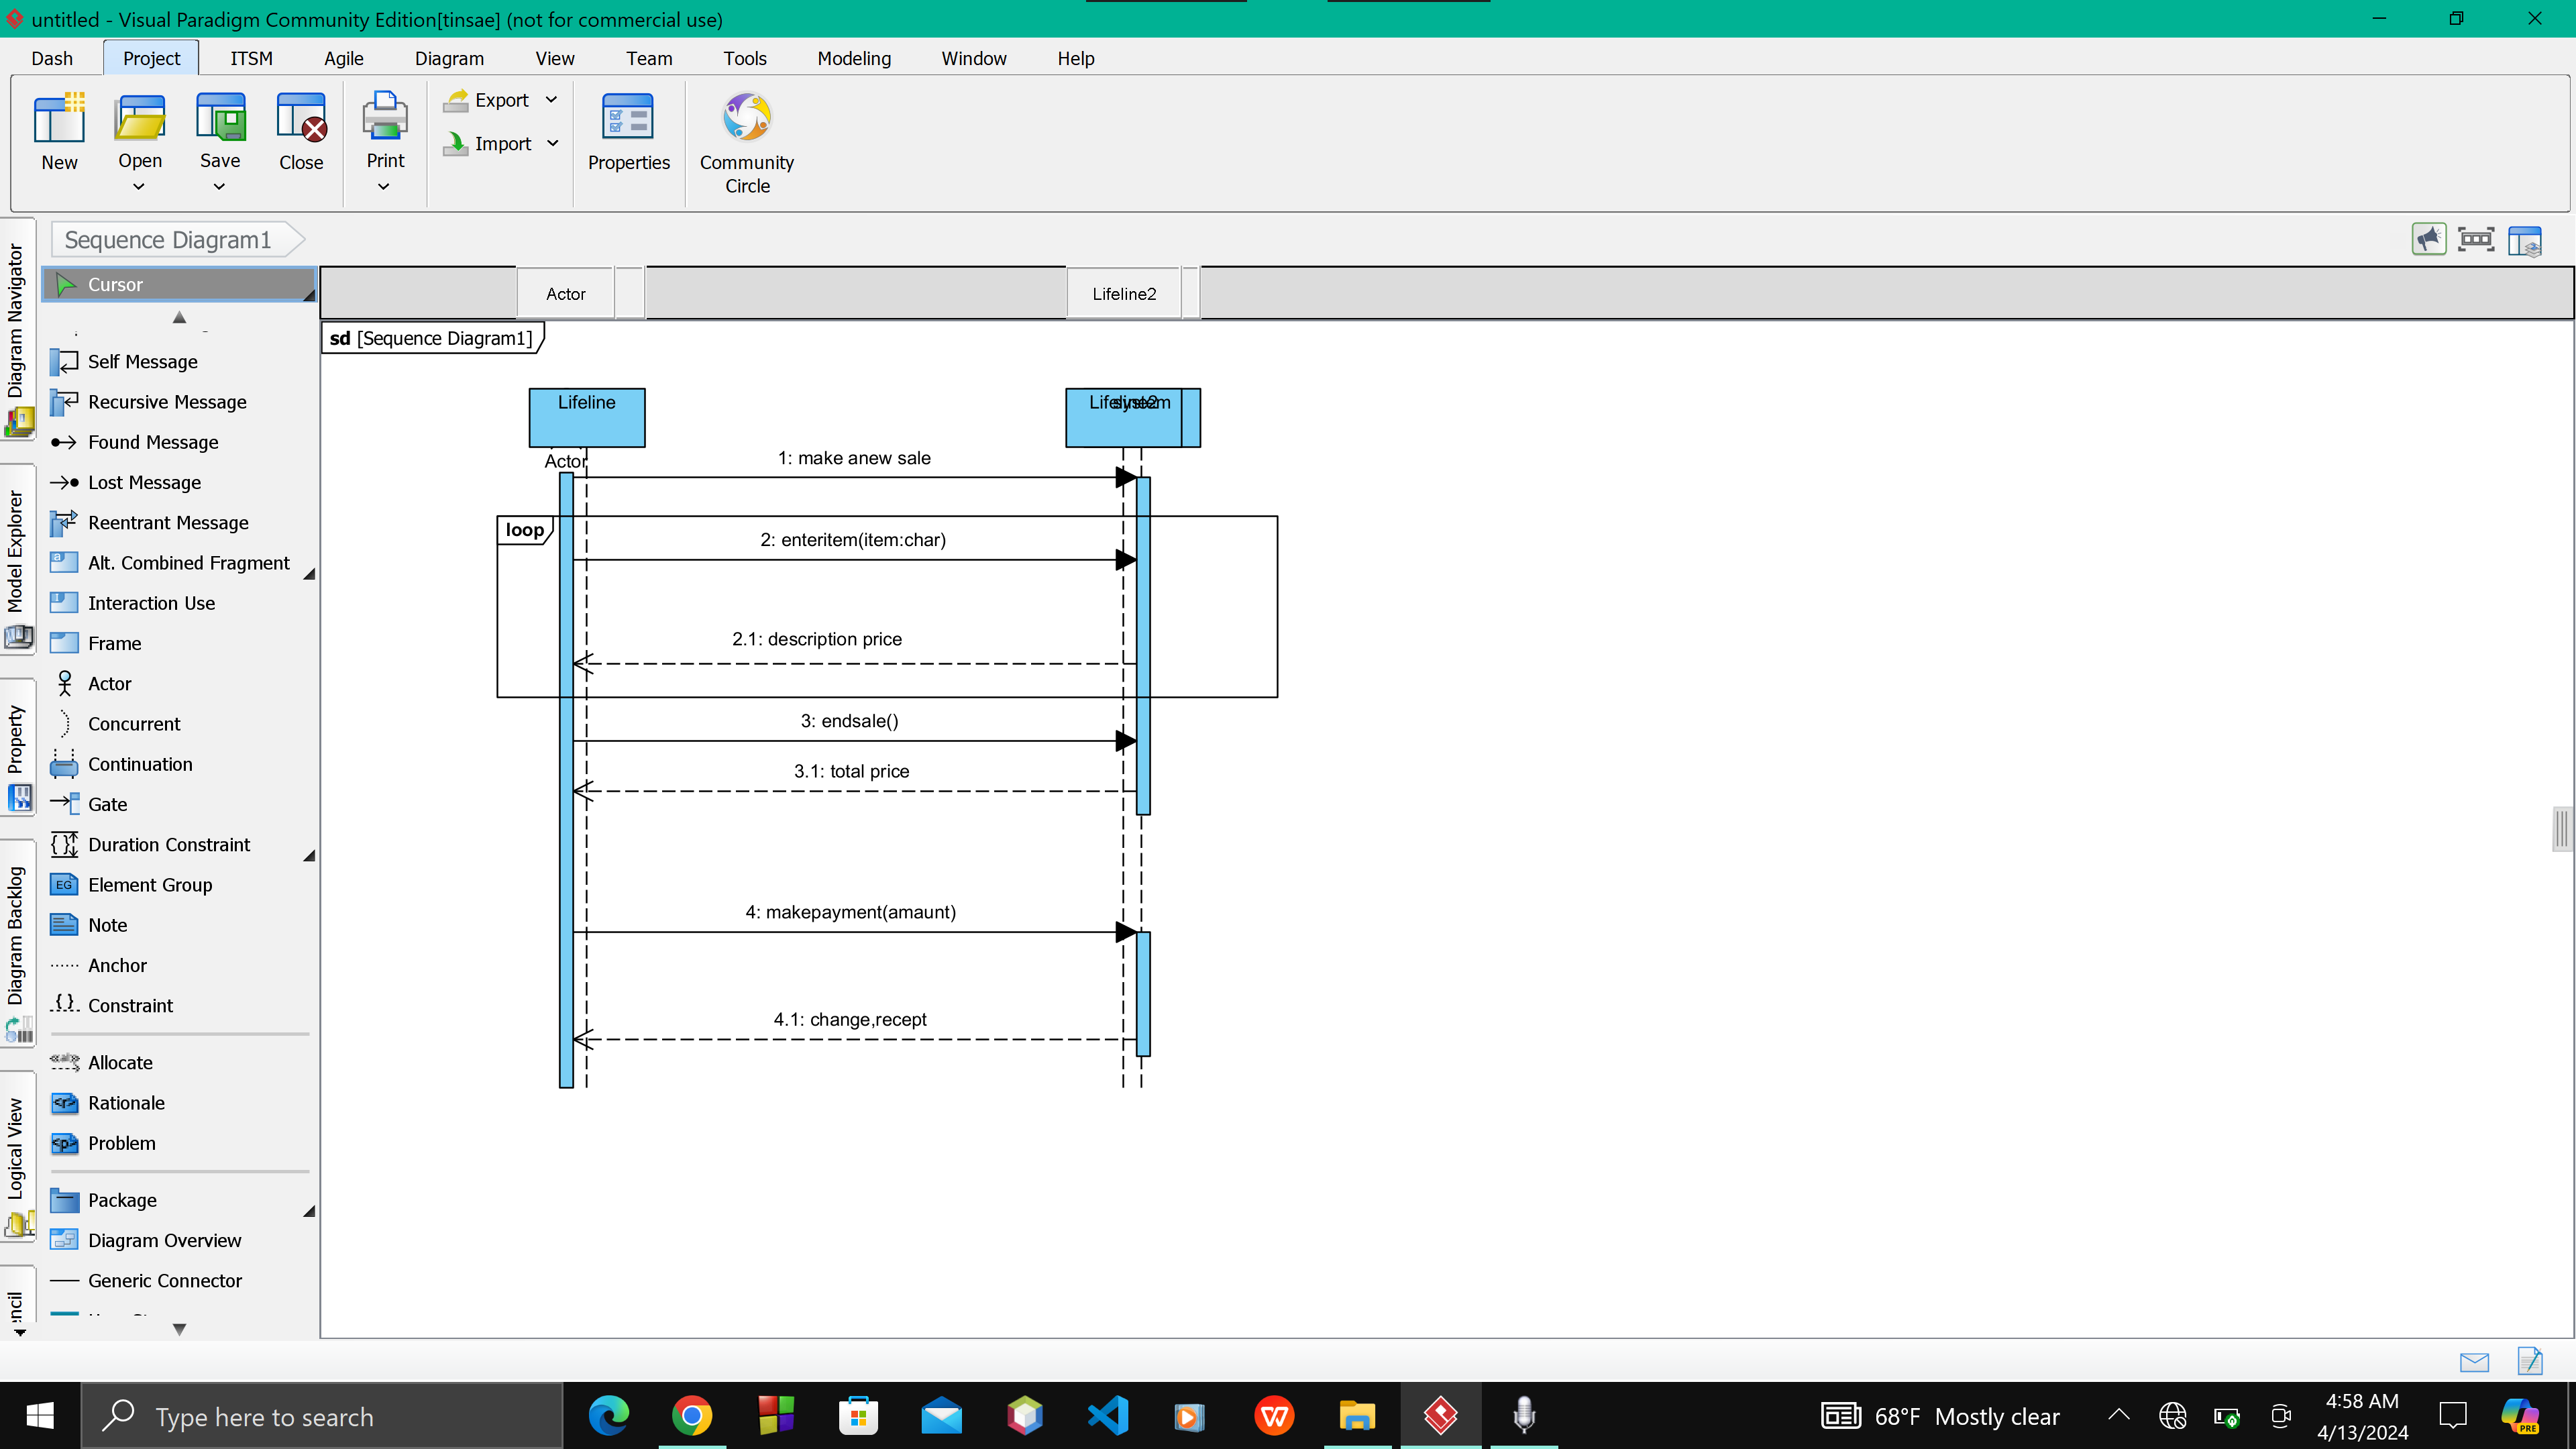 untitled - Visual Paradigm Community Edition[tinsae] (not for commercial use)
Dash Project ITSM Agile Diagram View Team Tools Modeling Window Help
New Open Save Close Print Export Import Properties Community Circle
Sequence Diagram1
Diagram Navigator
Model Explorer
Property
Diagram Backlog
Logical View
Cursor
Self Message
Recursive Message
Found Message
Lost Message
Reentrant Message
Alt. Combined Fragment
Interaction Use
Frame
Actor
Concurrent
Continuation
Gate
Duration Constraint
EG Element Group
Note
Anchor
{} Constraint
Allocate
<r> Rationale
<p> Problem
Package
Diagram Overview
Generic Connector
Actor Lifeline2
sd [Sequence Diagram1]
Lifeline
Lifeline2
system
Actor
1: make anew sale
loop
2: enteritem(item:char)
2.1: description price
3: endsale()
3.1: total price
4: makepayment(amaunt)
4.1: change,recept
Type here to search
68°F Mostly clear
4:58 AM
4/13/2024
PRE